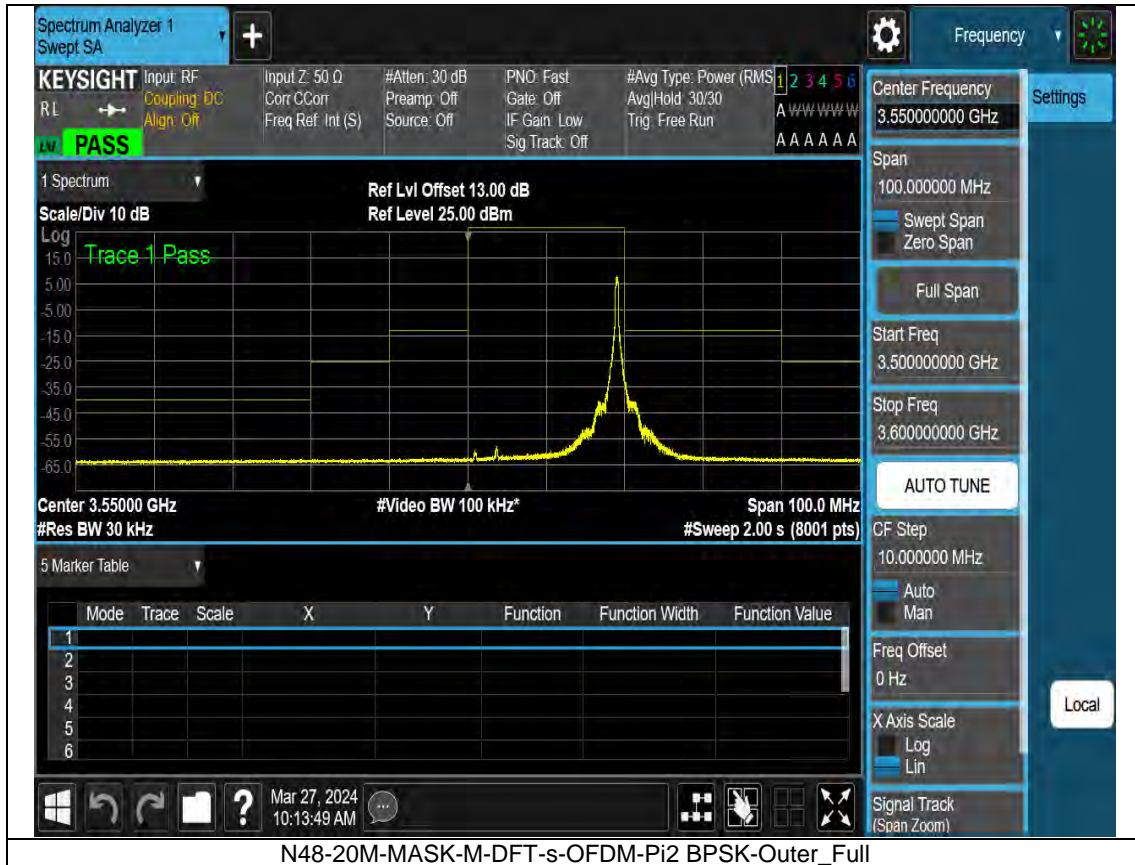 Spectrum Analyzer 1
Swept SA
+
Frequency
KEYSIGHT
RL
PASS
Input: RF
Coupling: DC
Align: Off
Input Z: 50 Ω
Corr CCorr
Freq Ref: Int (S)
#Atten: 30 dB
Preamp: Off
Source: Off
PNO: Fast
Gate: Off
IF Gain: Low
Sig Track: Off
#Avg Type: Power (RMS
Avg|Hold: 30/30
Trig: Free Run
1 2 3 4 5 6
A W W W W W
A A A A A A
1 Spectrum
Scale/Div 10 dB
Ref Lvl Offset 13.00 dB
Ref Level 25.00 dBm
Log
Trace 1 Pass
15.0
5.00
-5.00
-15.0
-25.0
-35.0
-45.0
-55.0
-65.0
Center 3.55000 GHz
#Video BW 100 kHz*
Span 100.0 MHz
#Res BW 30 kHz
#Sweep 2.00 s (8001 pts)
5 Marker Table
Mode Trace Scale X Y Function Function Width Function Value
1
2
3
4
5
6
Mar 27, 2024
10:13:49 AM
Center Frequency
3.550000000 GHz
Settings
Span
100.000000 MHz
Swept Span
Zero Span
Full Span
Start Freq
3.500000000 GHz
Stop Freq
3.600000000 GHz
AUTO TUNE
CF Step
10.000000 MHz
Auto
Man
Freq Offset
0 Hz
X Axis Scale
Log
Lin
Local
Signal Track
(Span Zoom)
N48-20M-MASK-M-DFT-s-OFDM-Pi2 BPSK-Outer_Full